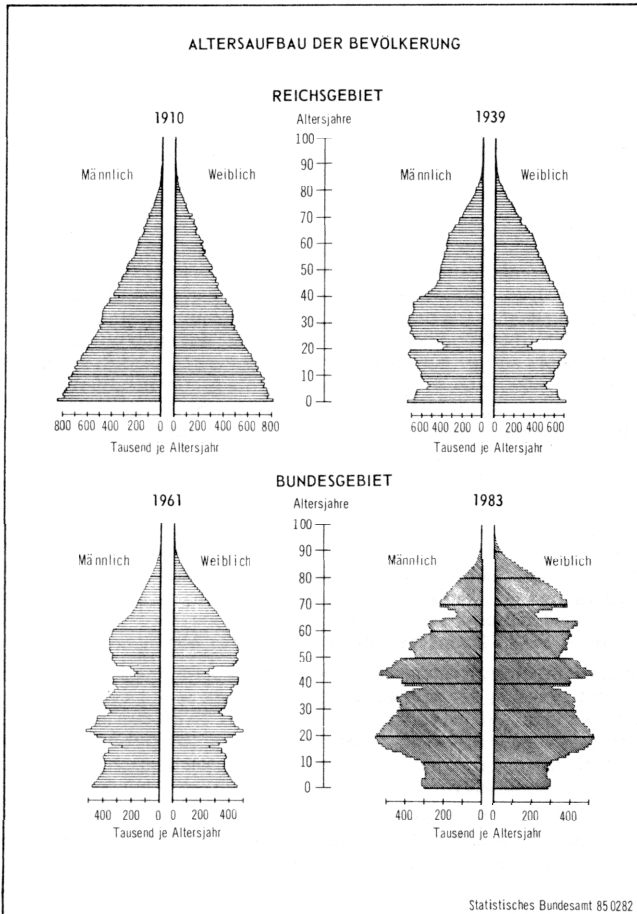 ALTERSAUFBAU DER BEVÖLKERUNG
REICHSGEBIET
1910 Altersjahre 1939
Männlich Weiblich Männlich Weiblich
100
90
80
70
60
50
40
30
20
10
0
800 600 400 200 0 0 200 400 600 800
Tausend je Altersjahr
600 400 200 0 0 200 400 600
Tausend je Altersjahr
BUNDESGEBIET
1961 Altersjahre 1983
Männlich Weiblich Männlich Weiblich
100
90
80
70
60
50
40
30
20
10
0
400 200 0 0 200 400
Tausend je Altersjahr
400 200 0 0 200 400
Tausend je Altersjahr
Statistisches Bundesamt 85 0282